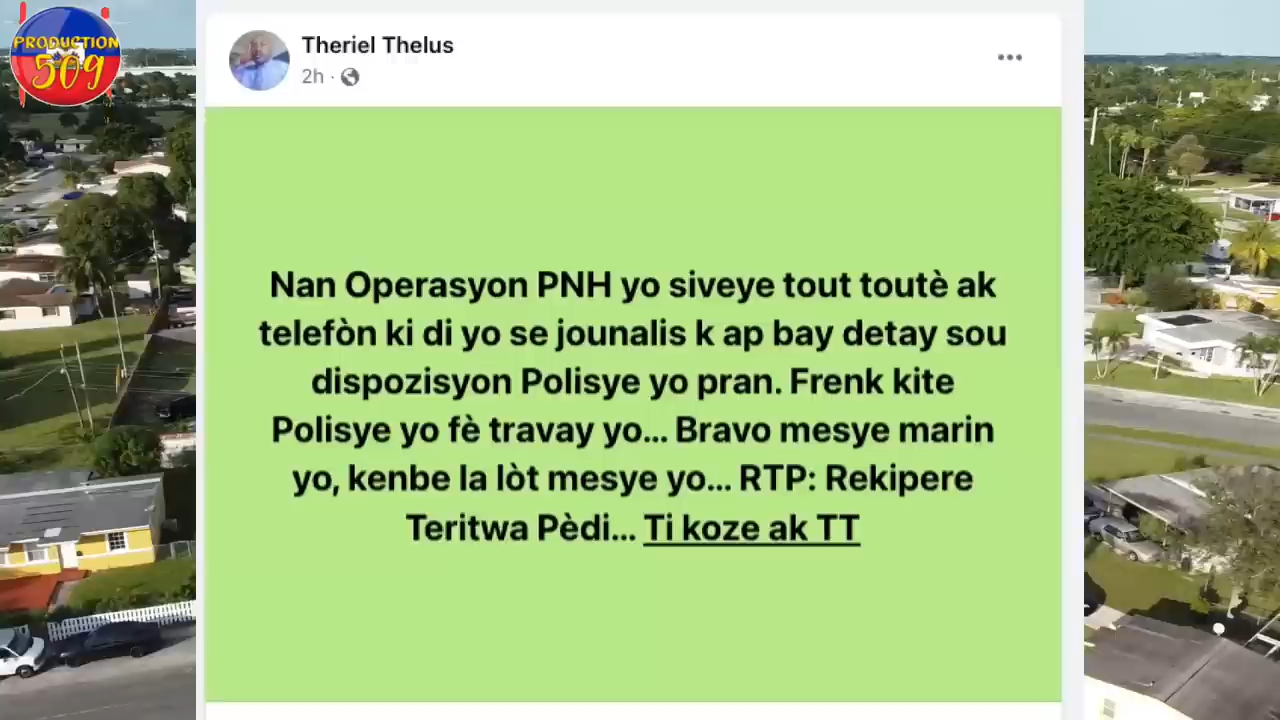 PRODUCTION
509
Theriel Thelus
2h ·
Nan Operasyon PNH yo siveye tout toutè ak
telefòn ki di yo se jounalis k ap bay detay sou
dispozisyon Polisye yo pran. Frenk kite
Polisye yo fè travay yo... Bravo mesye marin
yo, kenbe la lòt mesye yo... RTP: Rekipere
Teritwa Pèdi... Ti koze ak TT